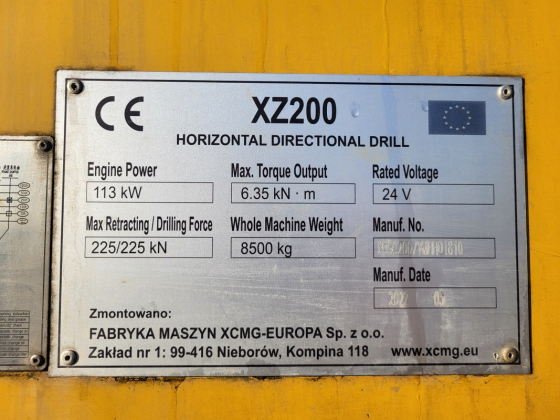 CE
XZ200
HORIZONTAL DIRECTIONAL DRILL
Engine Power
113 kW
Max. Torque Output
6.35 kN · m
Rated Voltage
24 V
Max Retracting / Drilling Force
225/225 kN
Whole Machine Weight
8500 kg
Manuf. No.
Manuf. Date
Zmontowano:
FABRYKA MASZYN XCMG-EUROPA Sp. z o.o.
Zakład nr 1: 99-416 Nieborów, Kompina 118
www.xcmg.eu